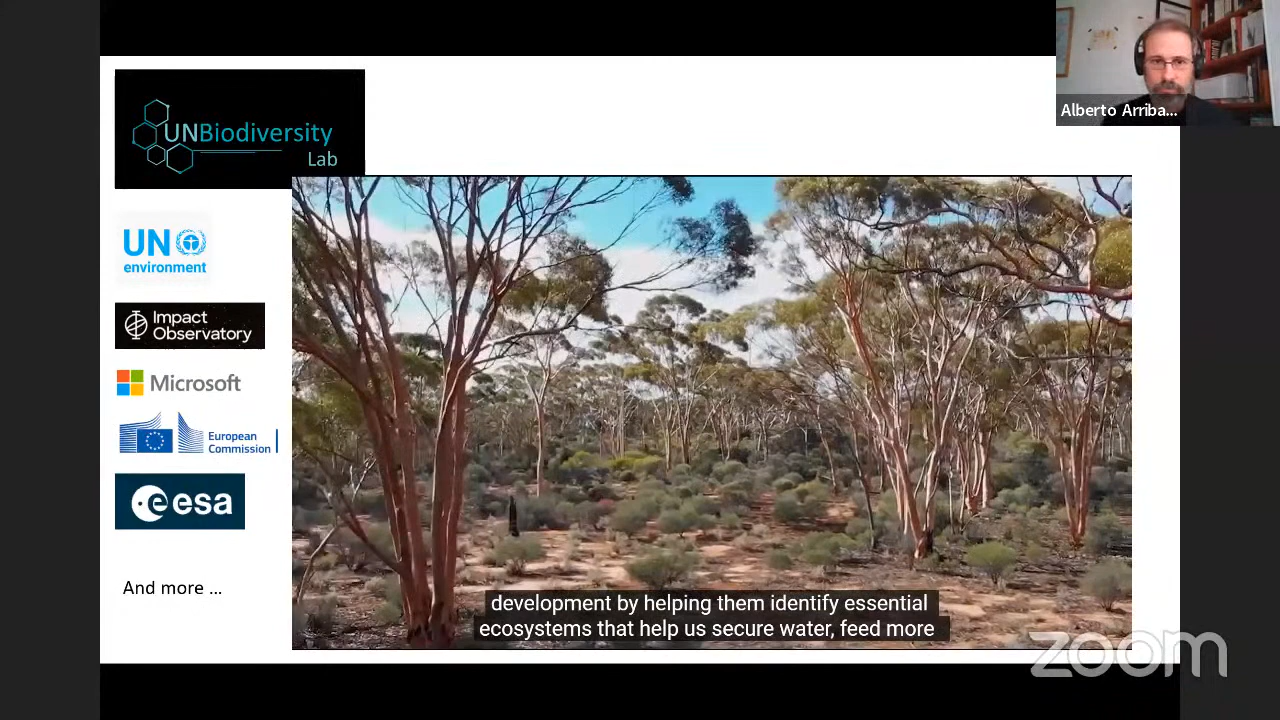 UNBiodiversity
Lab
Alberto Arriba...
UN
environment
Impact
Observatory
Microsoft
European
Commission
esa
And more ...
development by helping them identify essential
ecosystems that help us secure water, feed more
zoom